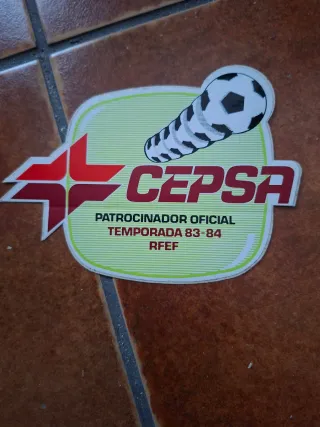 CEPSA
PATROCINADOR OFICIAL
TEMPORADA 83-84
RFEF